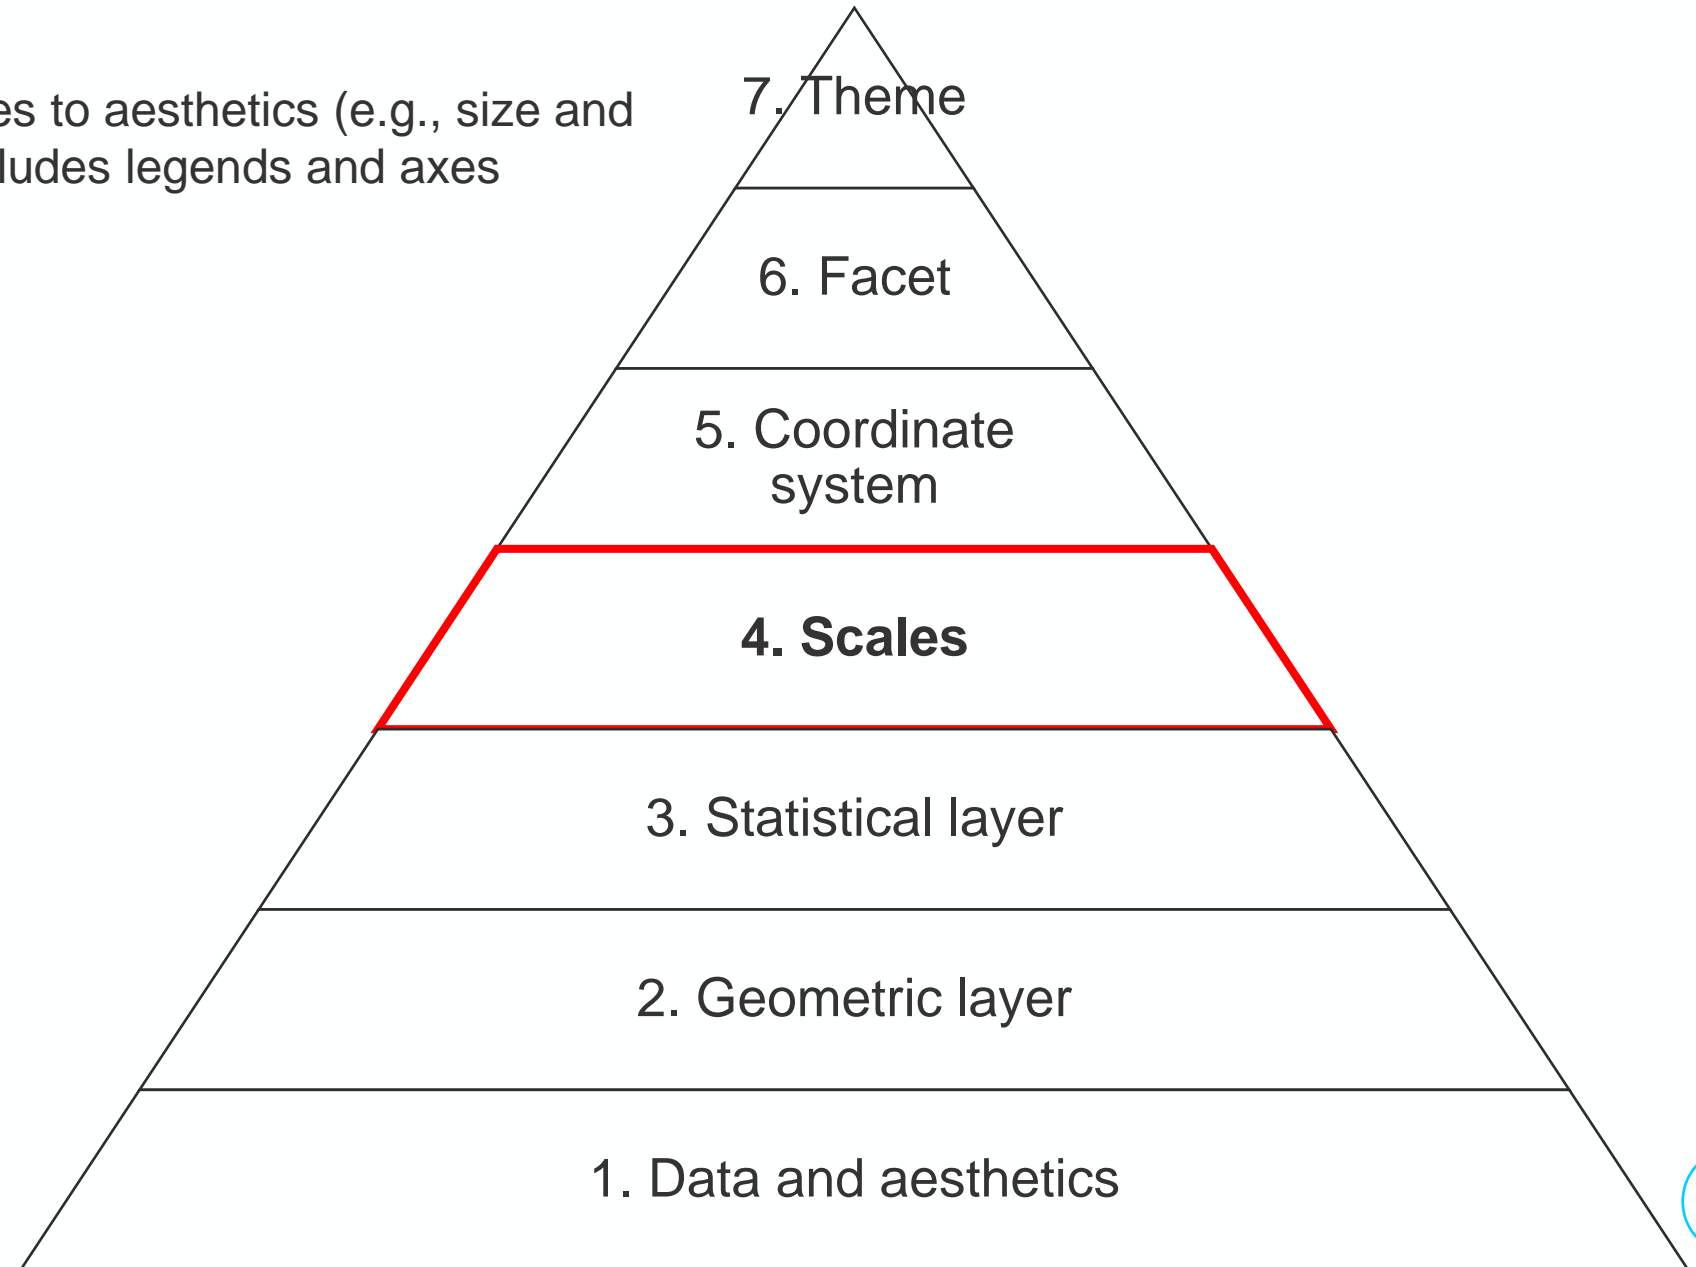 es to aesthetics (e.g., size and
ludes legends and axes
7. Theme
6. Facet
5. Coordinate
system
4. Scales
3. Statistical layer
2. Geometric layer
1. Data and aesthetics